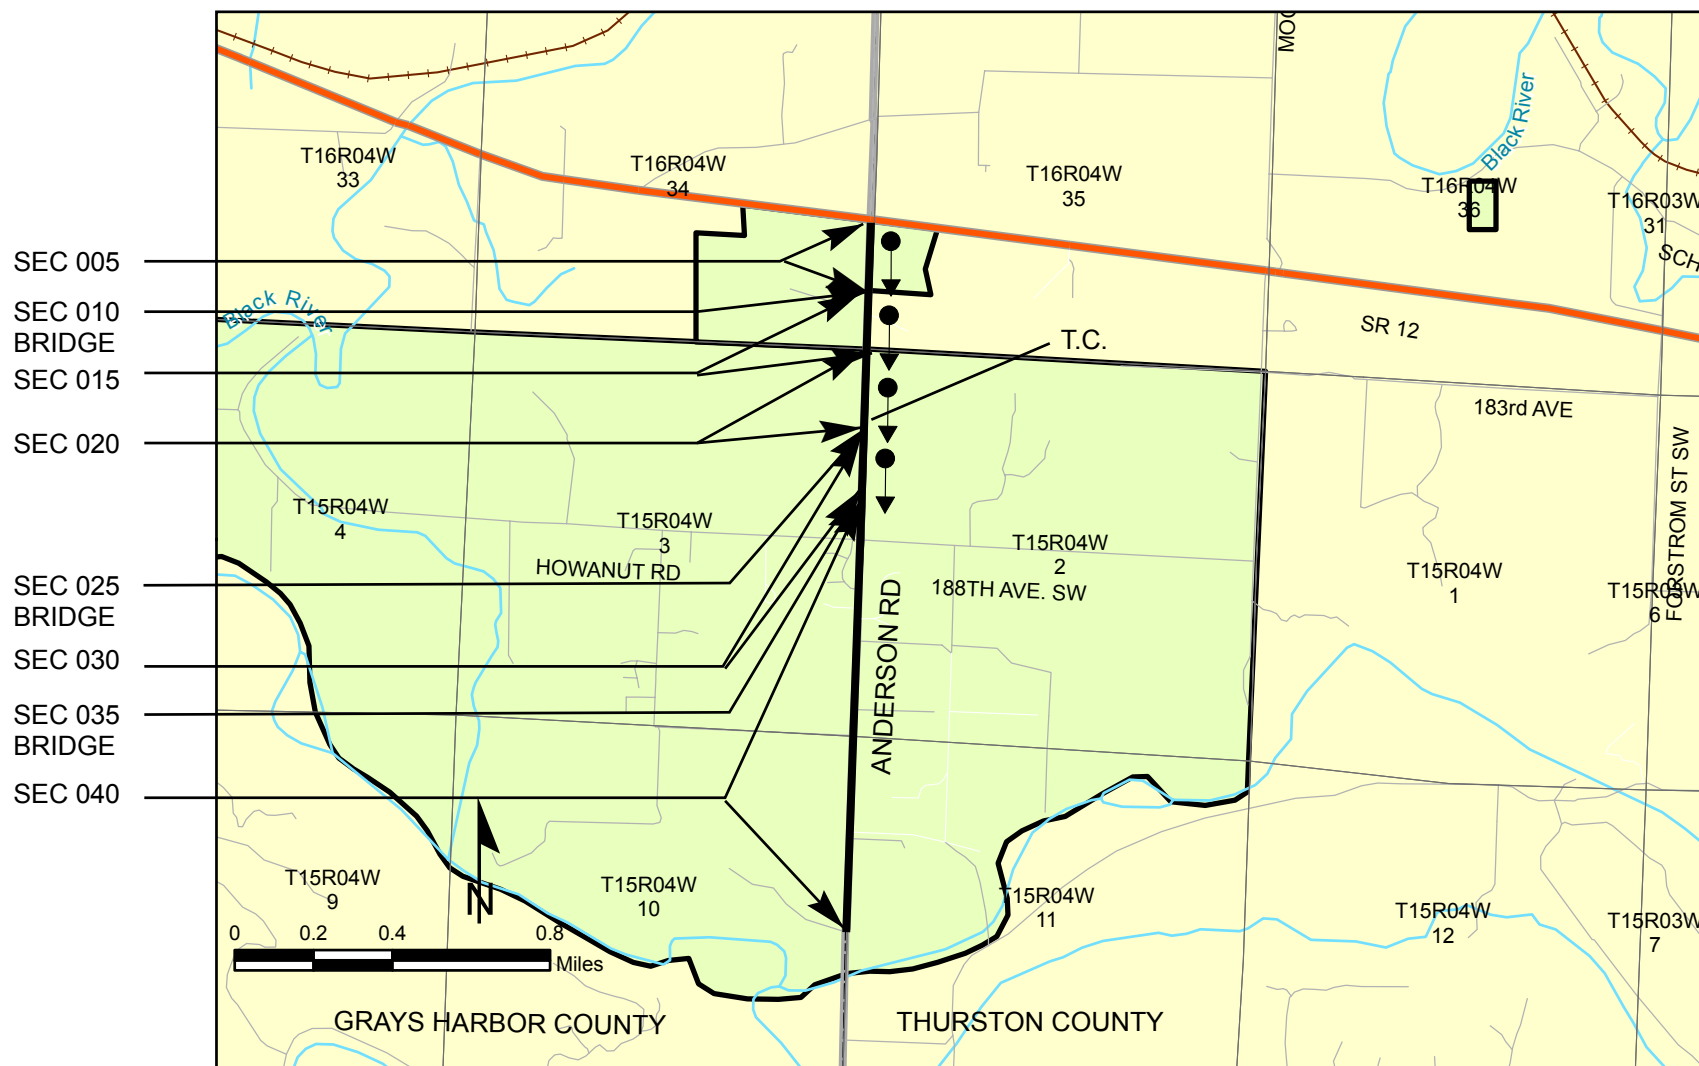 MOO
Black River
T16R04W
33
T16R04W
34
T16R04W
35
T16R04W
36
T16R03W
31
SCH
SEC 005
SEC 010
BRIDGE
SEC 015
SEC 020
SEC 025
BRIDGE
SEC 030
SEC 035
BRIDGE
SEC 040
Black River
T.C.
SR 12
183rd AVE
FORSTROM ST SW
T15R04W
4
T15R04W
3
HOWANUT RD
T15R04W
2
188TH AVE. SW
T15R04W
1
T15R03W
6
ANDERSON RD
T15R04W
9
T15R04W
10
T15R04W
11
T15R04W
12
T15R03W
7
N
0 0.2 0.4 0.8
Miles
GRAYS HARBOR COUNTY
THURSTON COUNTY